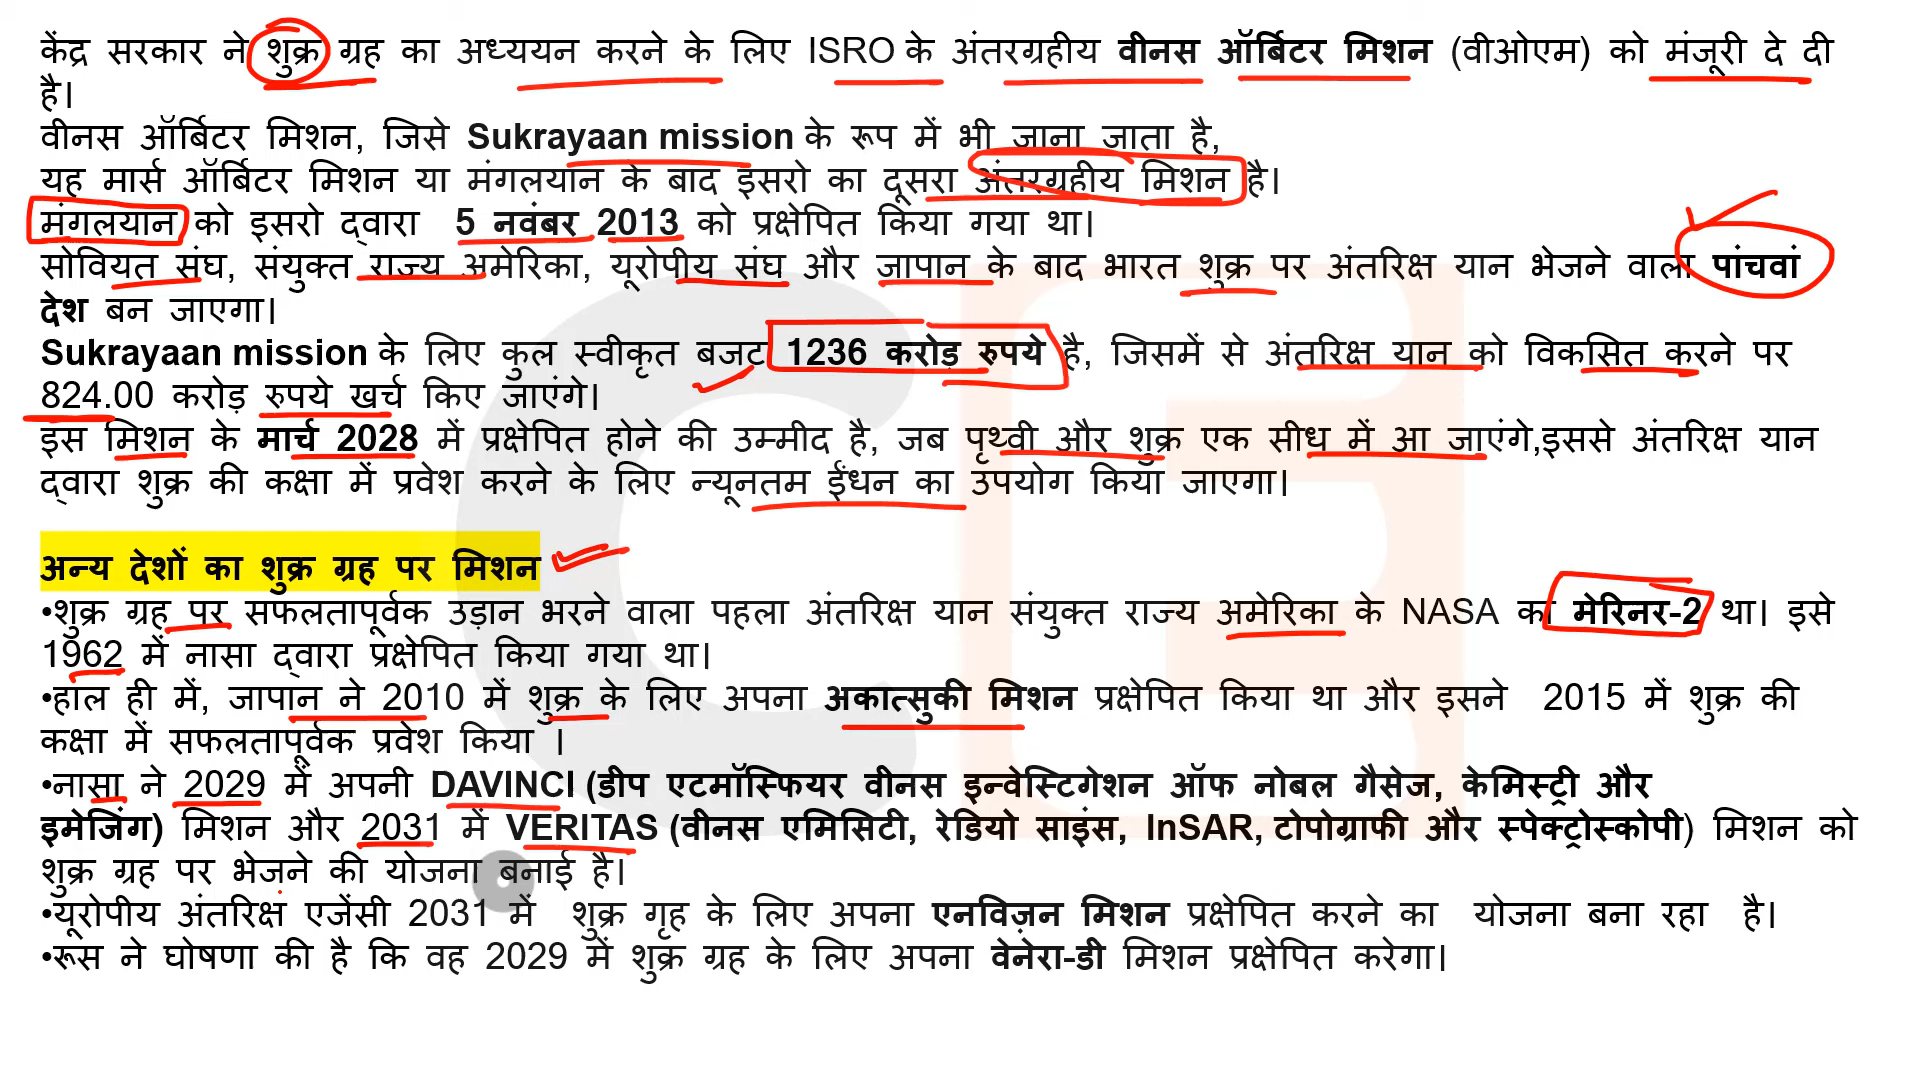 केंद्र सरकार ने शुक्र ग्रह का अध्ययन करने के लिए ISRO के अंतरग्रहीय वीनस ऑर्बिटर मिशन (वीओएम) को मंजूरी दे दी
है।
वीनस ऑर्बिटर मिशन, जिसे Sukrayaan mission के रूप में भी जाना जाता है,
यह मार्स ऑर्बिटर मिशन या मंगलयान के बाद इसरो का दूसरा अंतरग्रहीय मिशन है।
मंगलयान को इसरो द्वारा 5 नवंबर 2013 को प्रक्षेपित किया गया था।
सोवियत संघ, संयुक्त राज्य अमेरिका, यूरोपीय संघ और जापान के बाद भारत शुक्र पर अंतरिक्ष यान भेजने वाला पांचवां
देश बन जाएगा।
Sukrayaan mission के लिए कुल स्वीकृत बजट 1236 करोड़ रुपये है, जिसमें से अंतरिक्ष यान को विकसित करने पर
824.00 करोड़ रुपये खर्च किए जाएंगे।
इस मिशन के मार्च 2028 में प्रक्षेपित होने की उम्मीद है, जब पृथ्वी और शुक्र एक सीध में आ जाएंगे,इससे अंतरिक्ष यान
द्वारा शुक्र की कक्षा में प्रवेश करने के लिए न्यूनतम ईंधन का उपयोग किया जाएगा।
अन्य देशों का शुक्र ग्रह पर मिशन
•शुक्र ग्रह पर सफलतापूर्वक उड़ान भरने वाला पहला अंतरिक्ष यान संयुक्त राज्य अमेरिका के NASA का मेरिनर-2 था। इसे
1962 में नासा द्वारा प्रक्षेपित किया गया था।
•हाल ही में, जापान ने 2010 में शुक्र के लिए अपना अकात्सुकी मिशन प्रक्षेपित किया था और इसने 2015 में शुक्र की
कक्षा में सफलतापूर्वक प्रवेश किया ।
•नासा ने 2029 में अपनी DAVINCI (डीप एटमॉस्फियर वीनस इन्वेस्टिगेशन ऑफ नोबल गैसेज, केमिस्ट्री और
इमेजिंग) मिशन और 2031 में VERITAS (वीनस एमिसिटी, रेडियो साइंस, InSAR, टोपोग्राफी और स्पेक्ट्रोस्कोपी) मिशन को
शुक्र ग्रह पर भेजने की योजना बनाई है।
•यूरोपीय अंतरिक्ष एजेंसी 2031 में शुक्र गृह के लिए अपना एनविज़न मिशन प्रक्षेपित करने का योजना बना रहा है।
•रूस ने घोषणा की है कि वह 2029 में शुक्र ग्रह के लिए अपना वेनेरा-डी मिशन प्रक्षेपित करेगा।